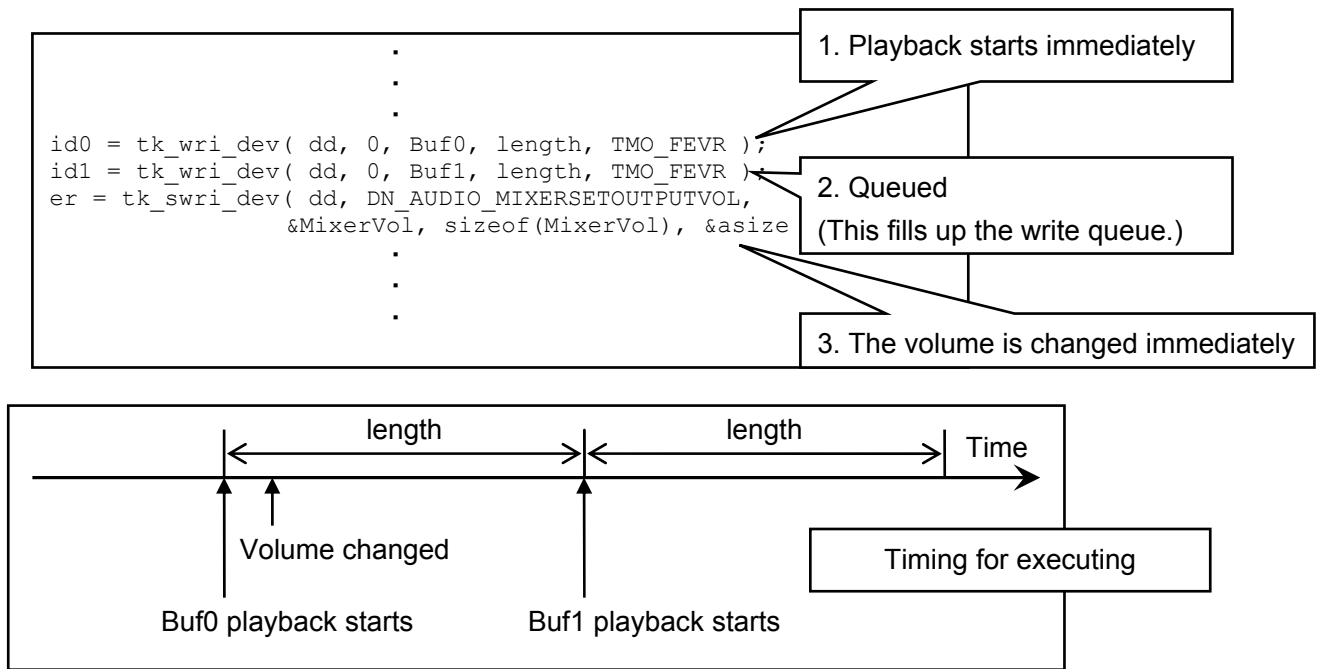 1. Playback starts immediately
.
.
.
id0 = tk_wri_dev( dd, 0, Buf0, length, TMO_FEVR );
id1 = tk_wri_dev( dd, 0, Buf1, length, TMO_FEVR );
er = tk_swri_dev( dd, DN_AUDIO_MIXERSETOUTPUTVOL,
&MixerVol, sizeof(MixerVol), &asize
.
.
.
2. Queued
(This fills up the write queue.)
3. The volume is changed immediately
length
length
Time
Volume changed
Timing for executing
Buf0 playback starts
Buf1 playback starts